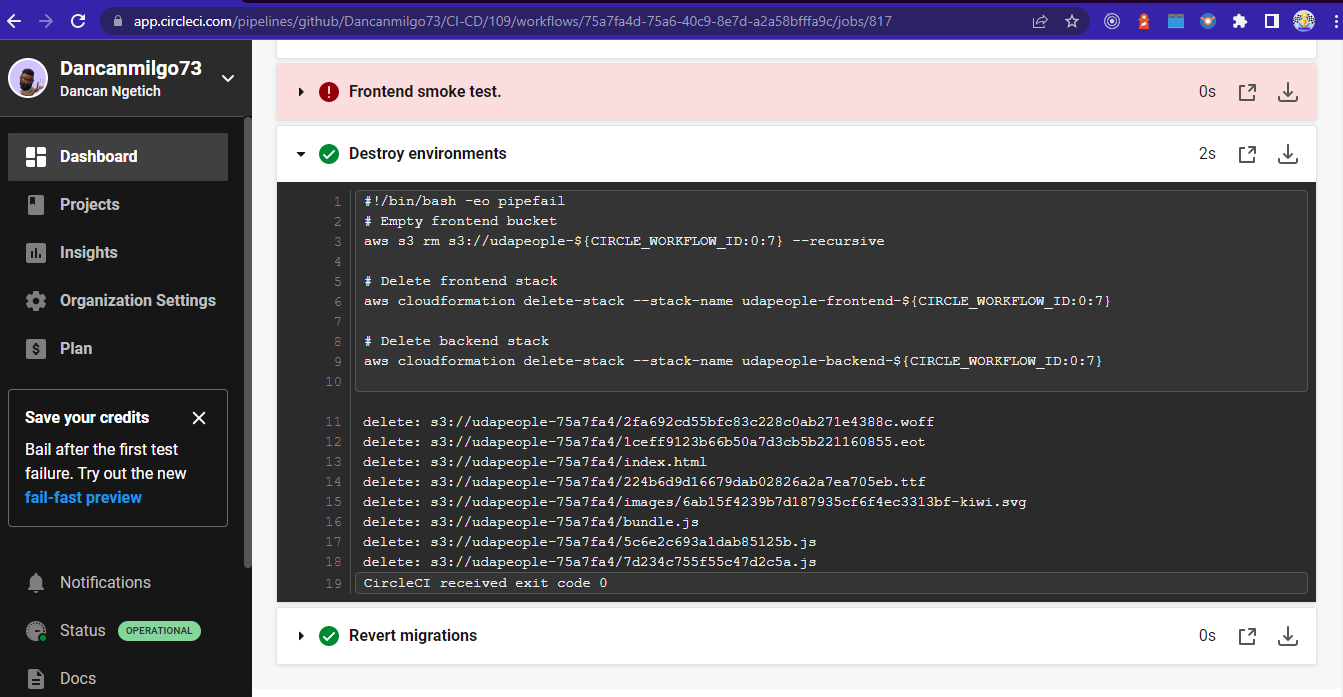 app.circleci.com/pipelines/github/Dancanmilgo73/CI-CD/109/workflows/75a7fa4d-75a6-40c9-8e7d-a2a58bfffa9c/jobs/817
Dancanmilgo73
Dancan Ngetich
Dashboard
Projects
Insights
Organization Settings
Plan
Save your credits
Bail after the first test
failure. Try out the new
fail-fast preview
Notifications
Status OPERATIONAL
Docs
Frontend smoke test. 0s
Destroy environments 2s
1 #!/bin/bash -eo pipefail
2 # Empty frontend bucket
3 aws s3 rm s3://udapeople-${CIRCLE_WORKFLOW_ID:0:7} --recursive
4
5 # Delete frontend stack
6 aws cloudformation delete-stack --stack-name udapeople-frontend-${CIRCLE_WORKFLOW_ID:0:7}
7
8 # Delete backend stack
9 aws cloudformation delete-stack --stack-name udapeople-backend-${CIRCLE_WORKFLOW_ID:0:7}
10
11 delete: s3://udapeople-75a7fa4/2fa692cd55bfc83c228c0ab271e4388c.woff
12 delete: s3://udapeople-75a7fa4/1ceff9123b66b50a7d3cb5b221160855.eot
13 delete: s3://udapeople-75a7fa4/index.html
14 delete: s3://udapeople-75a7fa4/224b6d9d16679dab02826a2a7ea705eb.ttf
15 delete: s3://udapeople-75a7fa4/images/6ab15f4239b7d187935cf6f4ec3313bf-kiwi.svg
16 delete: s3://udapeople-75a7fa4/bundle.js
17 delete: s3://udapeople-75a7fa4/5c6e2c693a1dab85125b.js
18 delete: s3://udapeople-75a7fa4/7d234c755f55c47d2c5a.js
19 CircleCI received exit code 0
Revert migrations 0s